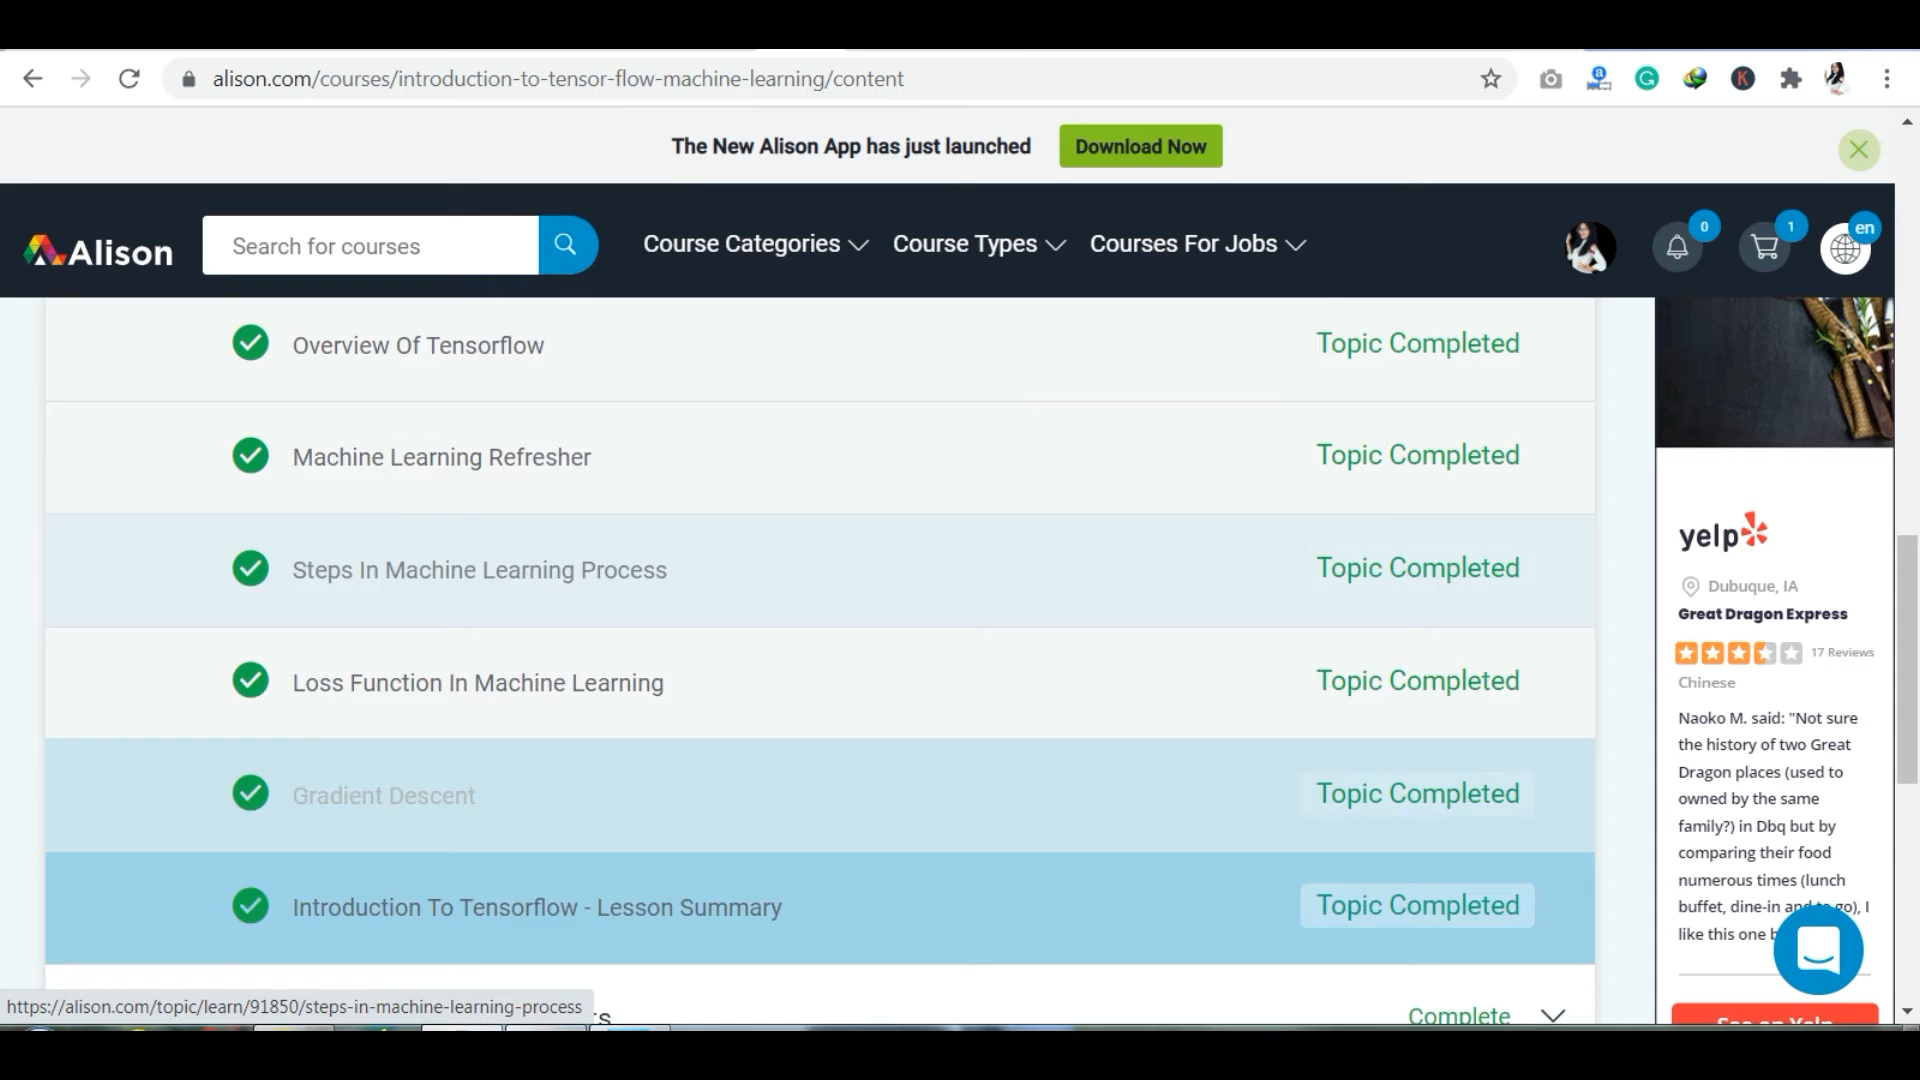 alison.com/courses/introduction-to-tensor-flow-machine-learning/content
The New Alison App has just launched
Download Now
Alison
Search for courses
Course Categories
Course Types
Courses For Jobs
0
1
en
Overview Of Tensorflow
Topic Completed
Machine Learning Refresher
Topic Completed
Steps In Machine Learning Process
Topic Completed
Loss Function In Machine Learning
Topic Completed
Gradient Descent
Topic Completed
Introduction To Tensorflow - Lesson Summary
Topic Completed
Complete
https://alison.com/topic/learn/91850/steps-in-machine-learning-process
yelp
Dubuque, IA
Great Dragon Express
17 Reviews
Chinese
Naoko M. said: "Not sure
the history of two Great
Dragon places (used to
owned by the same
family?) in Dbq but by
comparing their food
numerous times (lunch
buffet, dine-in and to go), I
like this one
See on Yelp